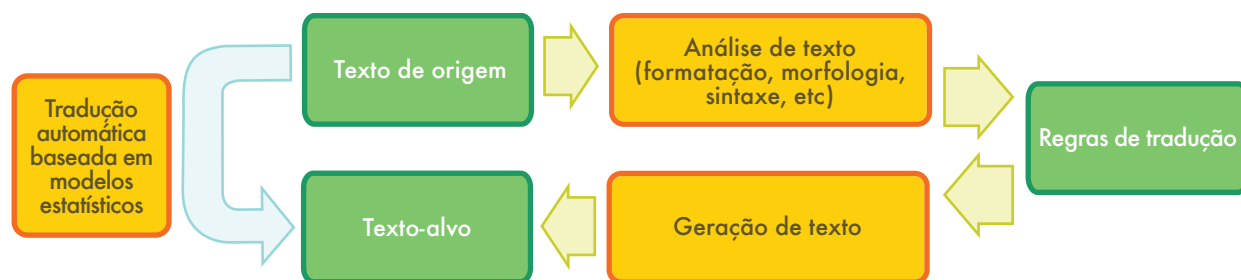 Tradução
automática
baseada em
modelos
estatísticos
Texto de origem
Análise de texto
(formatação, morfologia,
sintaxe, etc)
Regras de tradução
Geração de texto
Texto-alvo